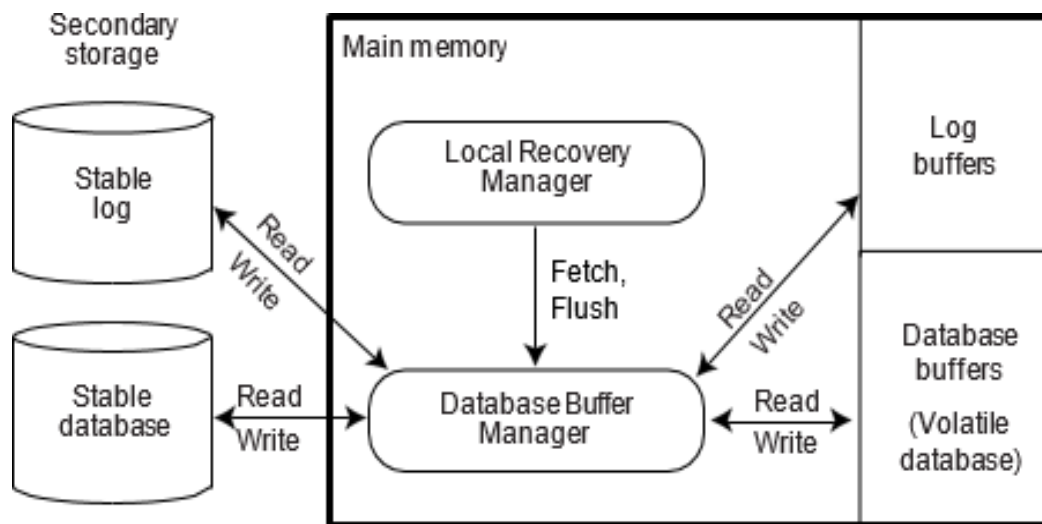 Secondary
storage
Main memory
Stable
log
Local Recovery
Manager
Log
buffers
Read
Write
Fetch,
Flush
Read
Write
Stable
database
Read
Write
Database Buffer
Manager
Read
Write
Database
buffers
(Volatile
database)